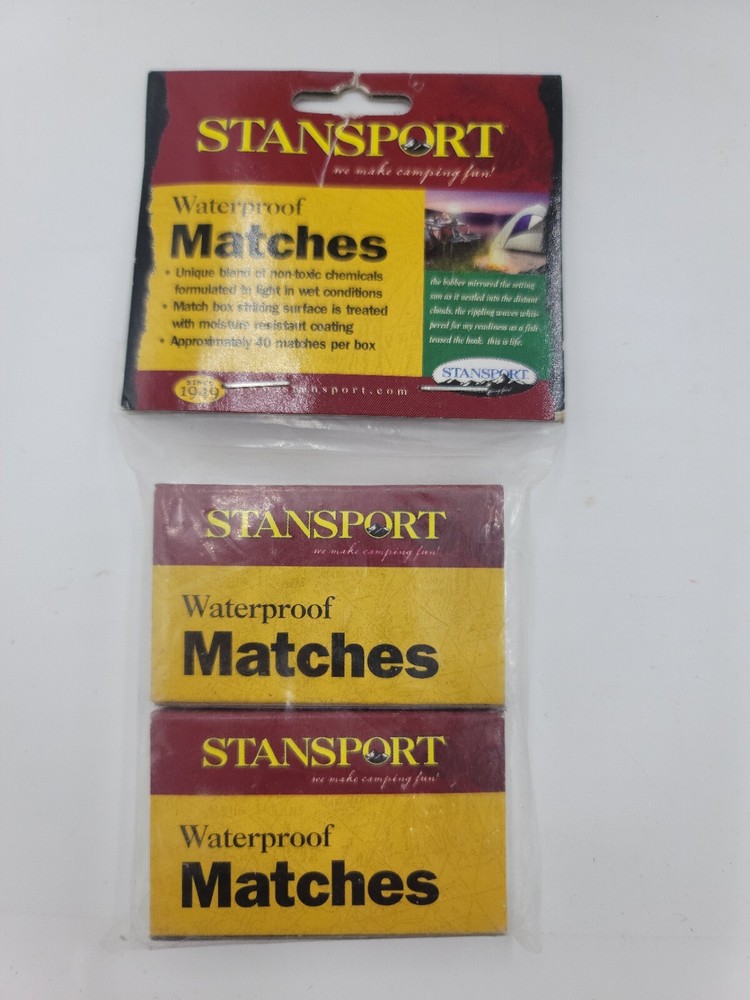 STANSPORT
we make camping fun!
Waterproof
Matches
• Unique blend of non-toxic chemicals
formulated to light in wet conditions
• Match box striking surface is treated
with moisture resistant coating
• Approximately 40 matches per box
the bobber mirrored the setting
sun as it nestled into the distant
clouds, the rippling waves whis-
pered for my readiness as a fish
teased the hook. this is life.
STANSPORT
SINCE
1949
stansport.com
STANSPORT
we make camping fun!
Waterproof
Matches
STANSPORT
we make camping fun!
Waterproof
Matches